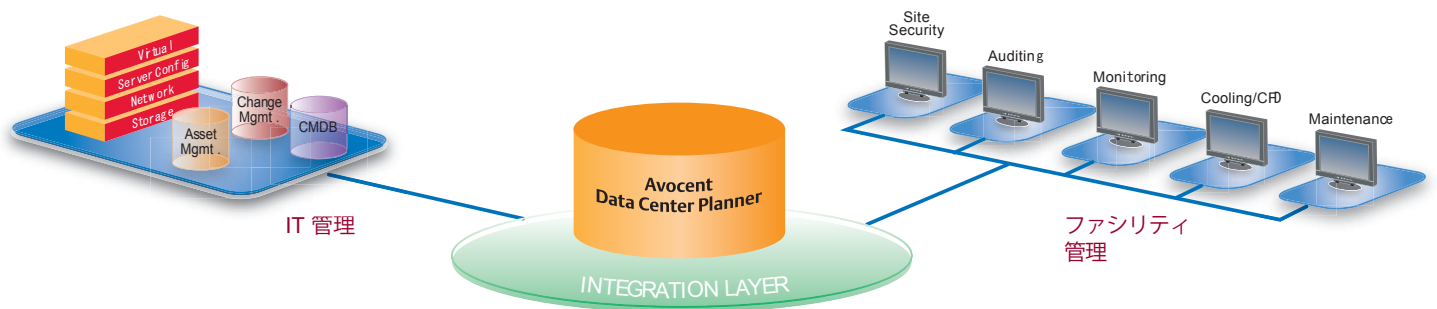 Virtual
Server Config
Network
Storage
Asset
Mgmt.
Change
Mgmt.
CMDB
IT 管理
Avocent
Data Center Planner
INTEGRATION LAYER
Site
Security
Auditing
Monitoring
Cooling/CFD
Maintenance
ファシリティ
管理